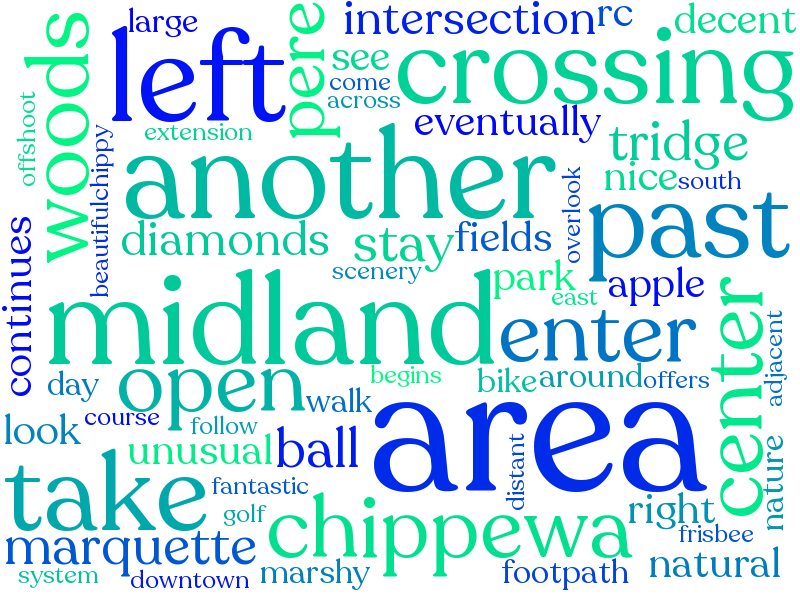 large
intersection
rc
decent
left
pere
see
crossing
woods
come
across
offshoot
extension
eventually
tridge
another
beautifulchippy
overlook
nice
south
past
diamonds
stay
fields
continues
scenery
park
east
apple
midland
enter
center
adjacent
begins
bike
around
offers
day
open
walk
area
look
course
follow
unusual
ball
distant
nature
take
fantastic
golf
chippewa
right
frisbee
marquette
system
downtown
marshy
footpath
natural